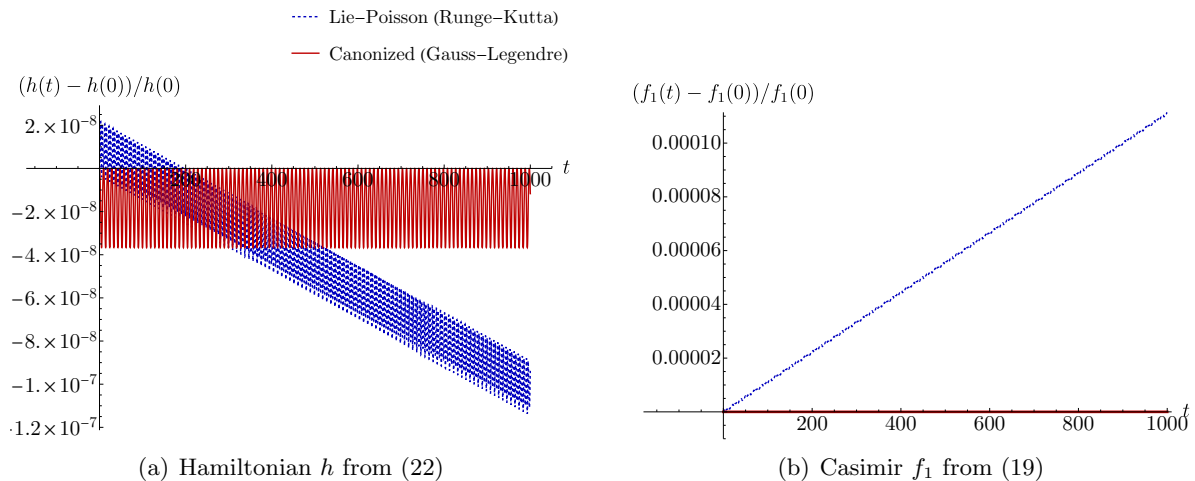 Lie–Poisson (Runge–Kutta)
Canonized (Gauss–Legendre)
(h(t) − h(0))/h(0)
2.×10⁻⁸
−2.×10⁻⁸
−4.×10⁻⁸
−6.×10⁻⁸
−8.×10⁻⁸
−1.×10⁻⁷
1.2×10⁻⁷
200 400 600 800 1000 t
(a) Hamiltonian h from (22)
(f₁(t) − f₁(0))/f₁(0)
0.00010
0.00008
0.00006
0.00004
0.00002
200 400 600 800 1000 t
(b) Casimir f₁ from (19)